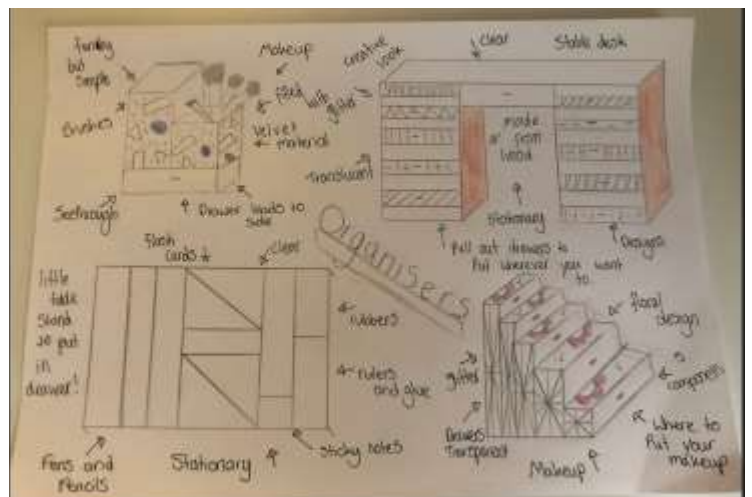 Funky
but
simple
Makeup
Brushes
filled with
glitter
Velvet
material
Seethrough
Drawer leads to
side
creative
look
clear
Stable desk
made
from
wood
Translucent
Stationary
Pull out drawers to
Put wherever you want
to
Designs
Organisers
Flash
cards
clear
little
table
stand
to put
in
drawer!
rubbers
rulers
and glue
Sticky notes
Pens and
Pencils
Stationary
floral
design
glitter
Drawers
Transparent
Makeup
Where to
Put your
makeup